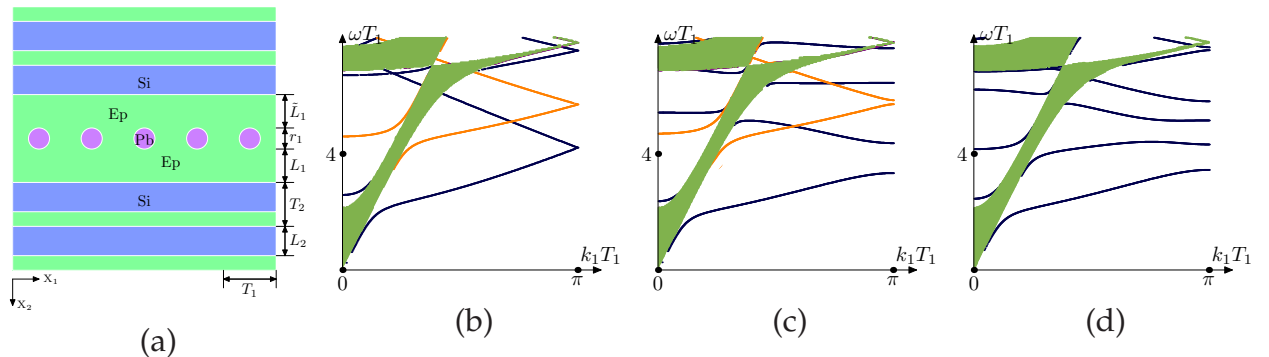 Si
Ep
Pb
Ep
Si
L̃₁
r₁
L₁
T₂
L₂
x₁
x₂
T₁
(a)
ωT₁
4
0
π
k₁T₁
(b)
ωT₁
4
0
π
k₁T₁
(c)
ωT₁
4
0
π
k₁T₁
(d)